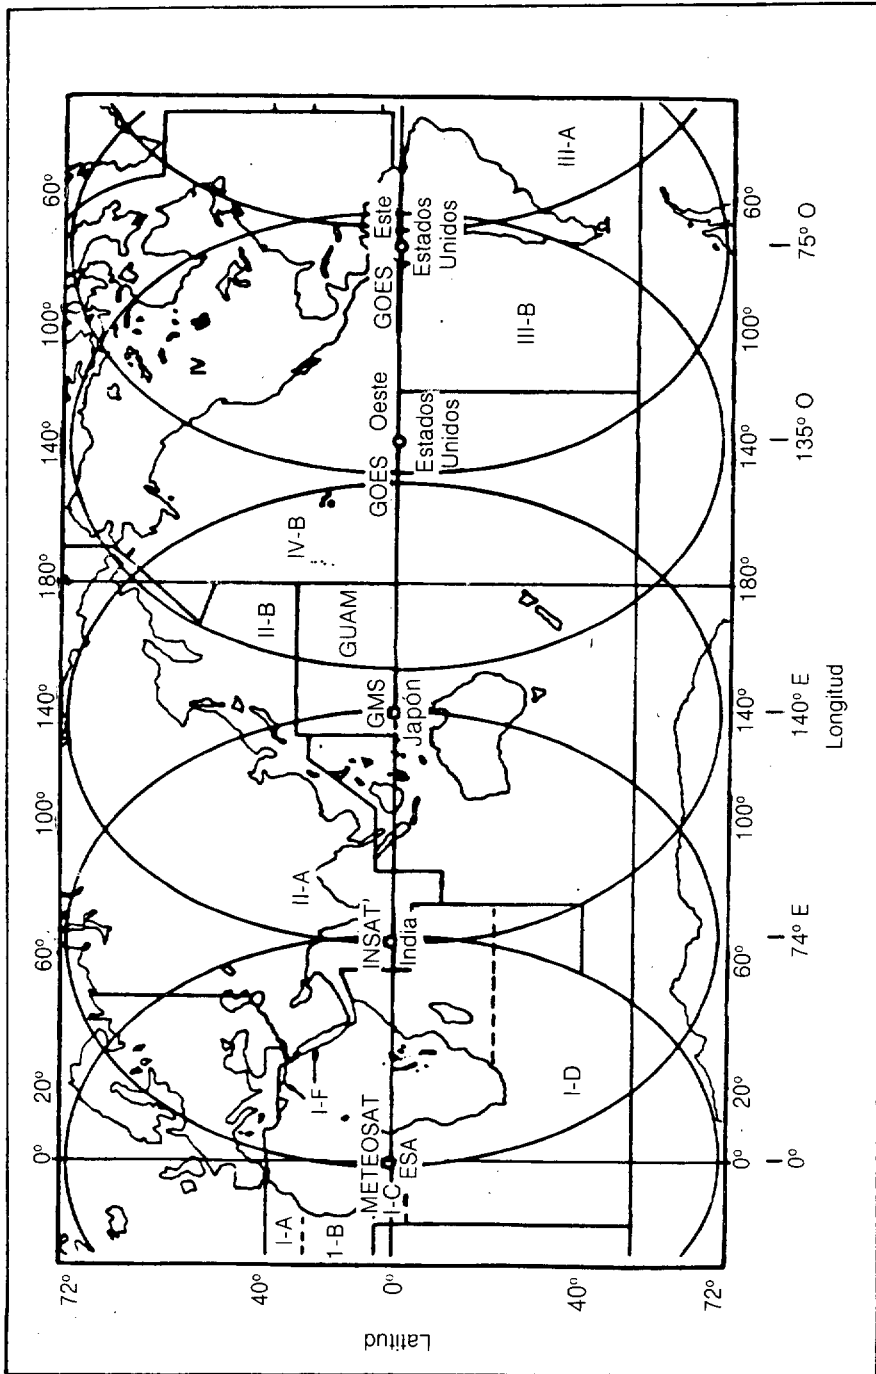 72°
40°
0°
40°
72°
Latitud
0°
20°
60°
100°
140°
180°
140°
100°
60°
I-A
1-B
I-C
METEOSAT
ESA
I-F
I-D
II-A
INSAT
India
GMS
Japón
II-B
GUAM
IV-B
GOES Oeste
Estados
Unidos
IV
GOES Este
Estados
Unidos
III-B
III-A
0°
20°
60°
100°
140°
180°
140°
100°
60°
0°
74° E
140° E
135° O
75° O
Longitud